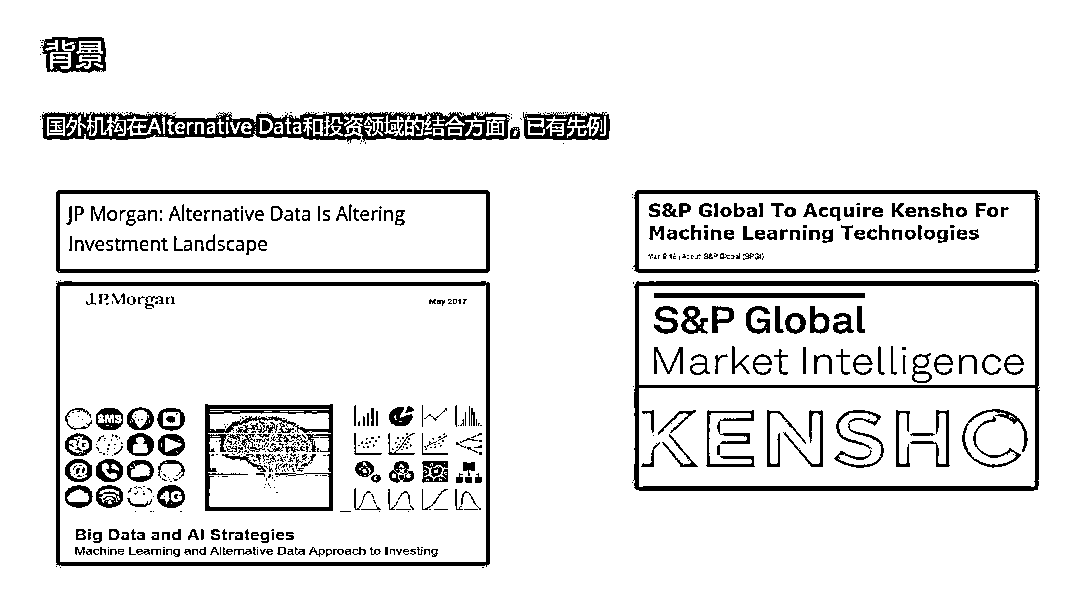 背景
国外机构在Alternative Data和投资领域的结合方面，已有先例
JP Morgan: Alternative Data Is Altering
Investment Landscape
J.P.Morgan
May 2017
SMS
3G
@
4G
Big Data and AI Strategies
Machine Learning and Alternative Data Approach to Investing
S&P Global To Acquire Kensho For
Machine Learning Technologies
About S&P Global (SPGI)
S&P Global
Market Intelligence
KENSHO